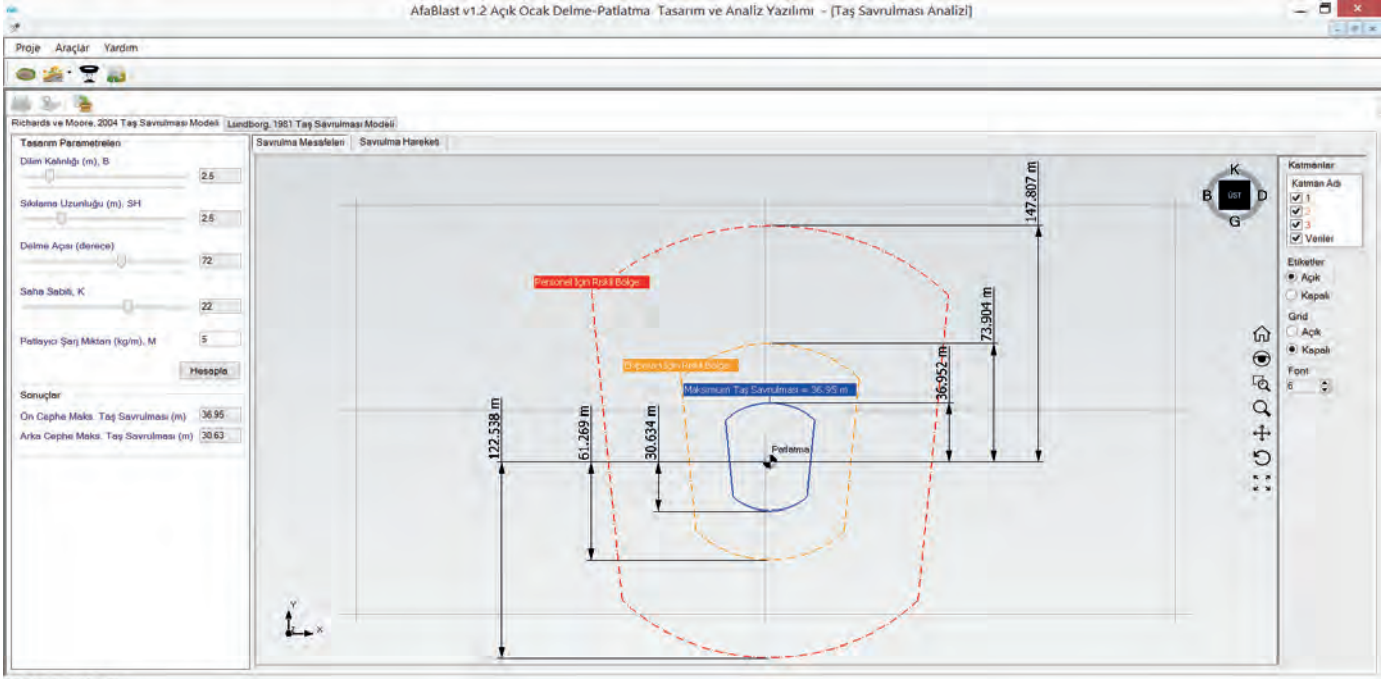 AfaBlast v1.2 Açık Ocak Delme-Patlatma Tasarım ve Analiz Yazılımı - [Taş Savrulması Analizi]
Proje Araçlar Yardım
Richards ve Moore, 2004 Taş Savrulması Modeli
Lundborg, 1981 Taş Savrulması Modeli
Tasarım Parametreleri
Dilim Kalınlığı (m), B
2.5
Sıkılama Uzunluğu (m), SH
2.5
Delme Açısı (derece)
72
Saha Sabiti, K
22
Patlayıcı Şarj Miktarı (kg/m), M
5
Hesapla
Sonuçlar
Ön Cephe Maks. Taş Savrulması (m) 36.95
Arka Cephe Maks. Taş Savrulması (m) 30.63
Savrulma Mesafeleri Savrulma Hareketi
147.807 m
Personel İçin Riskli Bölge
73.904 m
Ekipman İçin Riskli Bölge
36.952 m
Maksimum Taş Savrulması = 36.95 m
122.538 m
61.269 m
30.634 m
Patlatma
Y
Z
X
K
B ÜST D
G
Katmanlar
Katman Adı
1
2
3
Veriler
Etiketler
Açık
Kapalı
Grid
Açık
Kapalı
Font
6